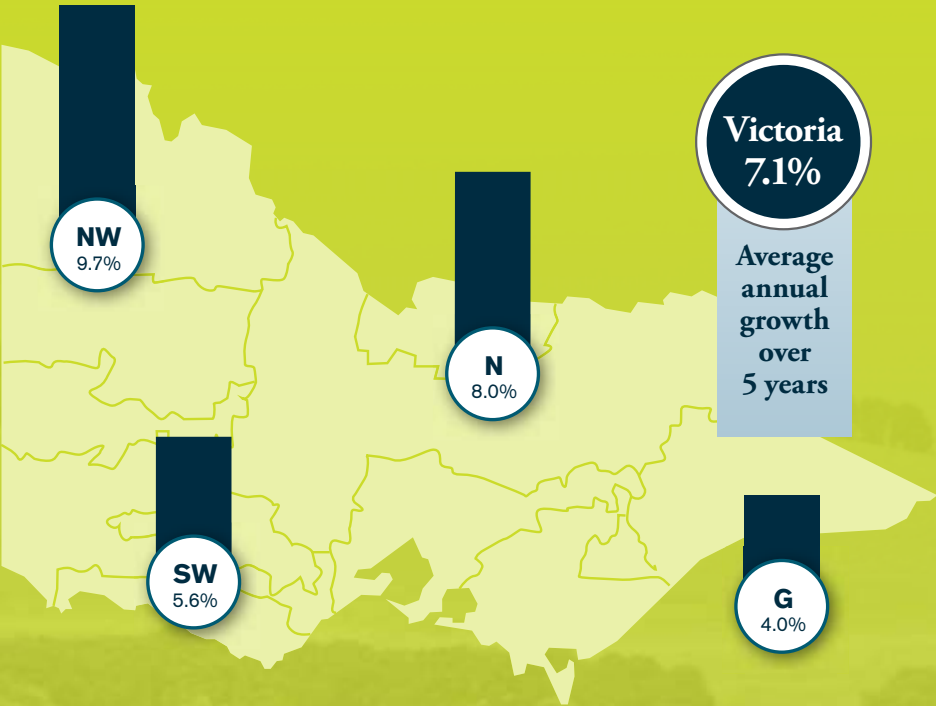 Victoria
7.1%
Average
annual
growth
over
5 years
NW
9.7%
N
8.0%
SW
5.6%
G
4.0%